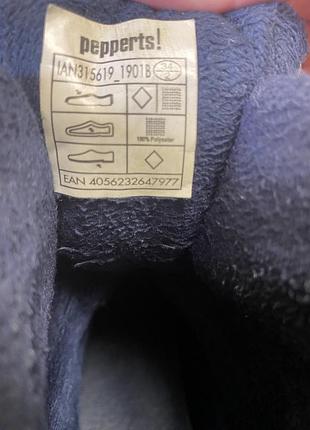 pepperts!
IAN315619_1901B 34
100% Polyester
EAN 4056232647977